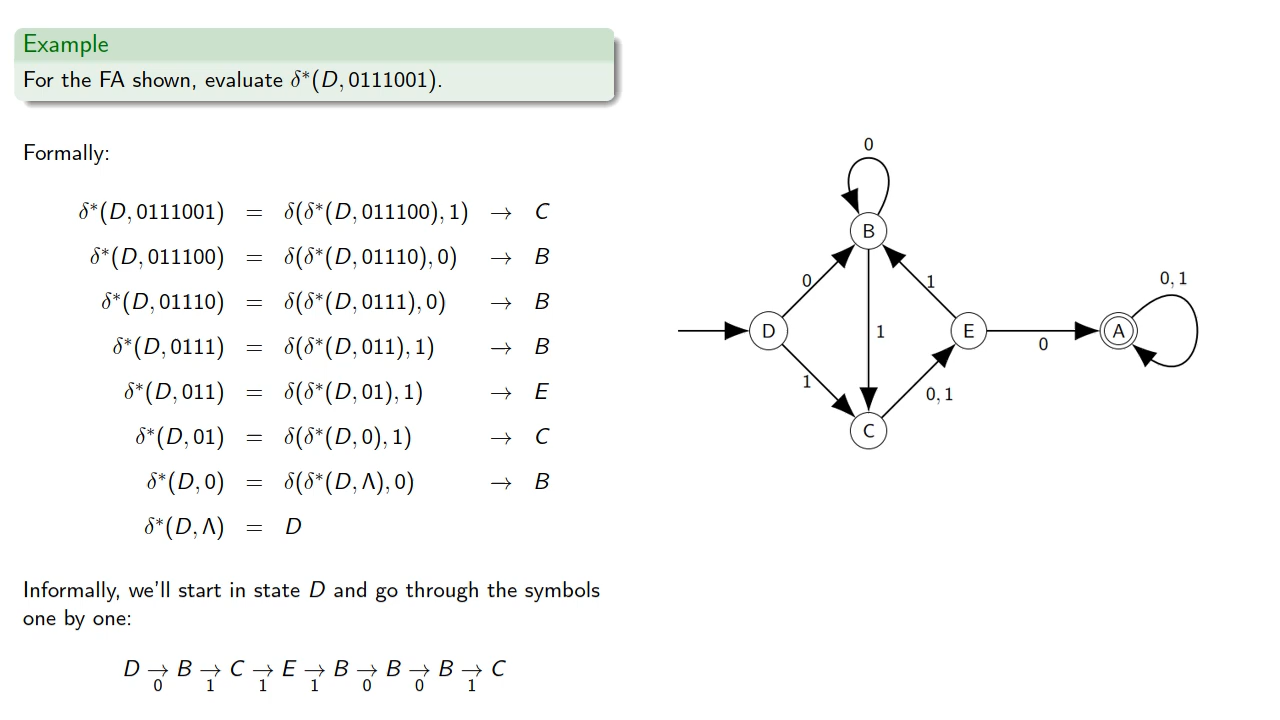 Example
For the FA shown, evaluate δ*(D, 0111001).
Formally:
δ*(D, 0111001) = δ(δ*(D, 011100), 1) → C
δ*(D, 011100) = δ(δ*(D, 01110), 0) → B
δ*(D, 01110) = δ(δ*(D, 0111), 0) → B
δ*(D, 0111) = δ(δ*(D, 011), 1) → B
δ*(D, 011) = δ(δ*(D, 01), 1) → E
δ*(D, 01) = δ(δ*(D, 0), 1) → C
δ*(D, 0) = δ(δ*(D, Λ), 0) → B
δ*(D, Λ) = D
Informally, we'll start in state D and go through the symbols
one by one:
D → B → C → E → B → B → B → C
0 1 1 1 0 0 1
0
B
0 1 0, 1
D 1 E A
0
1 0, 1
C